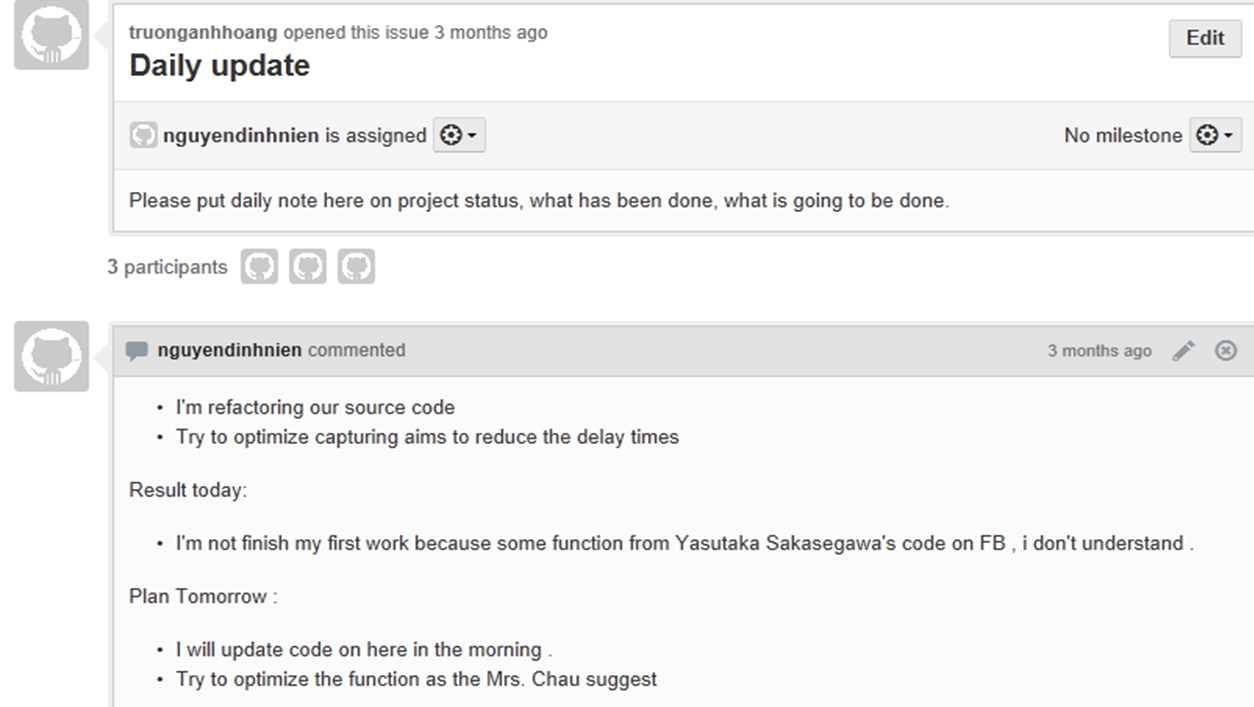 truonganhhoang opened this issue 3 months ago
Edit
Daily update
nguyendinhnien is assigned
No milestone
Please put daily note here on project status, what has been done, what is going to be done.
3 participants
nguyendinhnien commented
3 months ago
• I'm refactoring our source code
• Try to optimize capturing aims to reduce the delay times
Result today:
• I'm not finish my first work because some function from Yasutaka Sakasegawa's code on FB , i don't understand .
Plan Tomorrow :
• I will update code on here in the morning .
• Try to optimize the function as the Mrs. Chau suggest